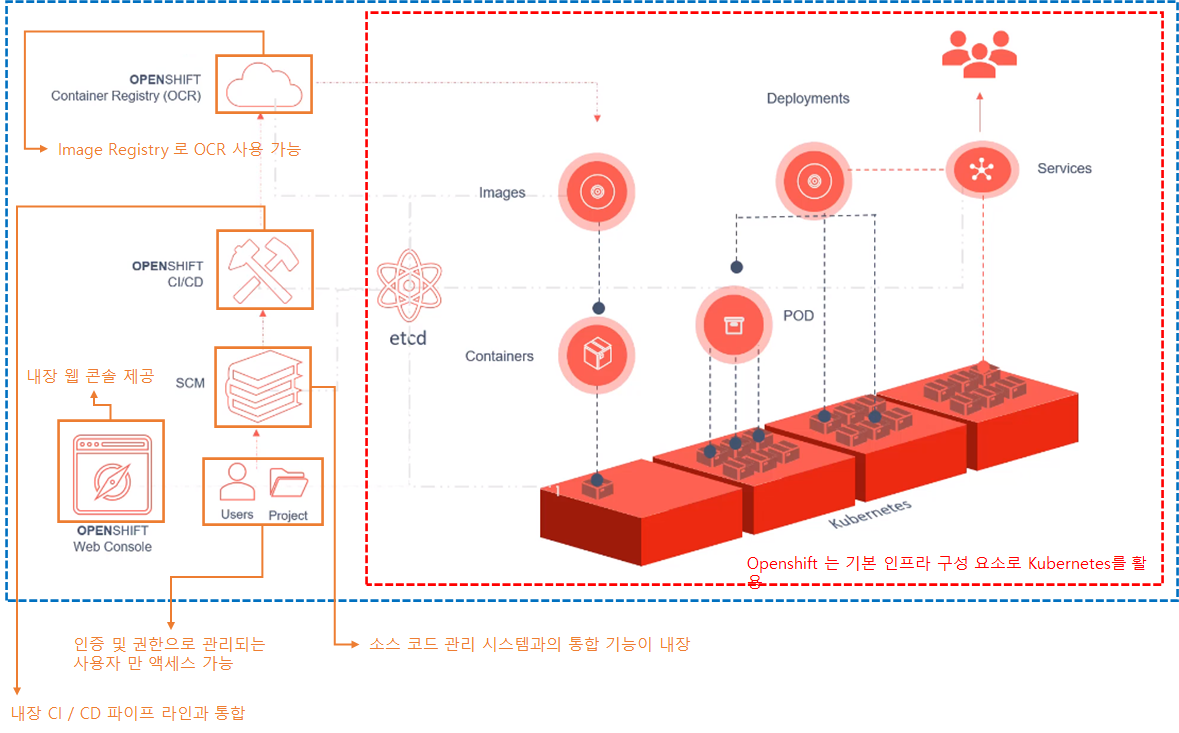 OPENSHIFT
Container Registry (OCR)
Image Registry 로 OCR 사용 가능
Deployments
Images
Services
OPENSHIFT
CI/CD
etcd
POD
Containers
SCM
내장 웹 콘솔 제공
Users
Project
OPENSHIFT
Web Console
Kubernetes
Openshift 는 기본 인프라 구성 요소로 Kubernetes를 활
용
인증 및 권한으로 관리되는
사용자 만 액세스 가능
소스 코드 관리 시스템과의 통합 기능이 내장
내장 CI / CD 파이프 라인과 통합